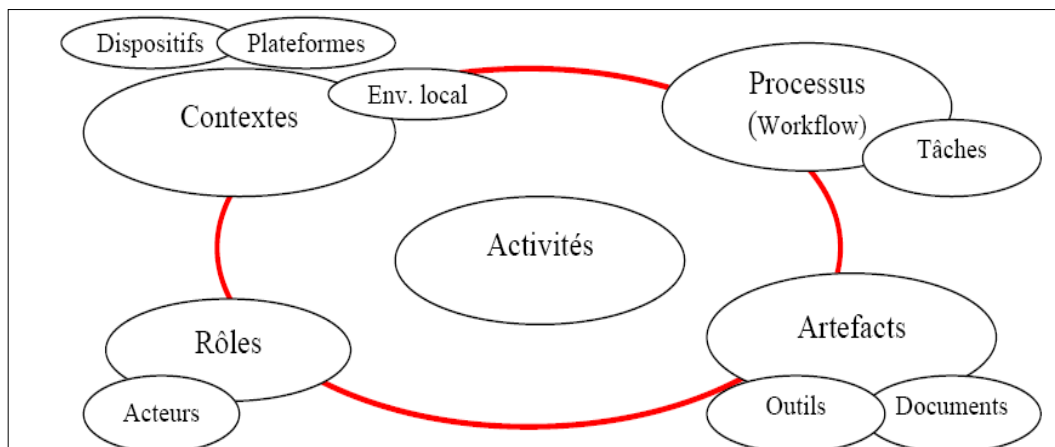 Dispositifs
Plateformes
Contextes
Env. local
Processus
(Workflow)
Tâches
Activités
Rôles
Acteurs
Artefacts
Outils
Documents